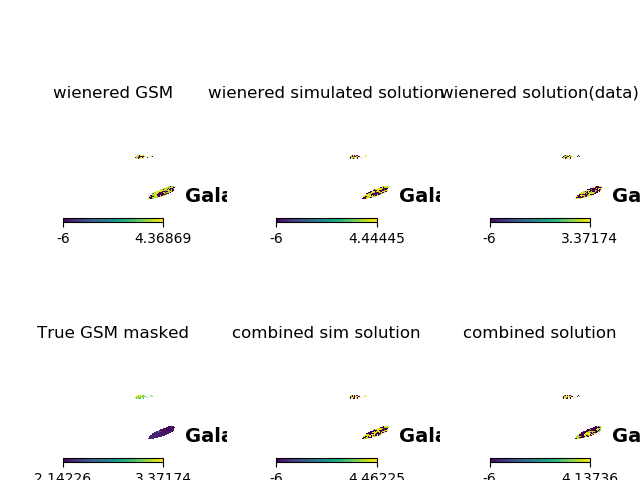 wienered GSM wienered simulated solution wienered solution(data)
Gala Gala Ga
-6 4.36869 -6 4.44445 -6 3.37174
True GSM masked combined sim solution combined solution
Gala Gala Ga
2.14226 3.37174 -6 4.46225 -6 4.13736